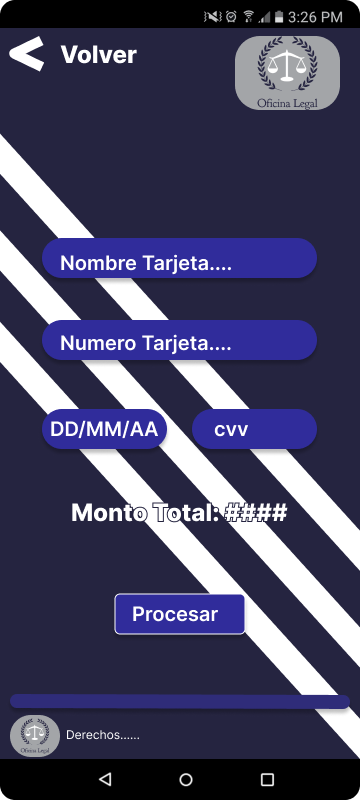 3:26 PM
Volver
Oficina Legal
Nombre Tarjeta....
Numero Tarjeta....
DD/MM/AA
cvv
Monto Total: ####
Procesar
Derechos......
Oficina Legal